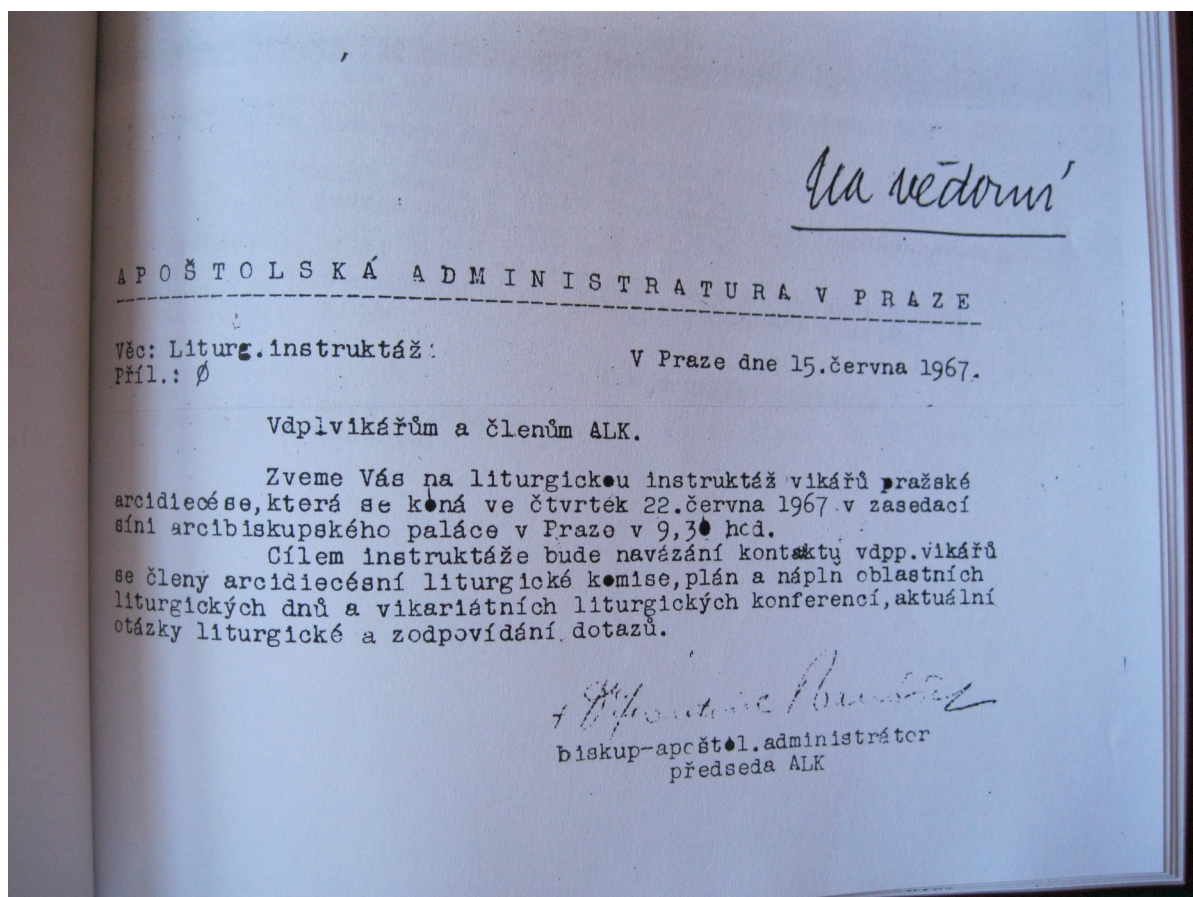 Na vědomí
APOŠTOLSKÁ ADMINISTRATURA V PRAZE
Věc: Liturg.instruktáž:
V Praze dne 15.června 1967.
Příl.: Ø
Vdplvikářům a členům ALK.
Zveme Vás na liturgickou instruktáž vikářů pražské
arcidiecése,která se koná ve čtvrtek 22.června 1967 v zasedací
síni arcibiskupského paláce v Praze v 9,30 hod.
Cílem instruktáže bude navázání kontakty vdpp.vikářů
se členy arcidiecésní liturgické komise,plán a náplň oblastních
liturgických dnů a vikariátních liturgických konferencí,aktuální
otázky liturgické a zodpovídání dotazů.
+ František
biskup-apoštol.administrátor
předseda ALK